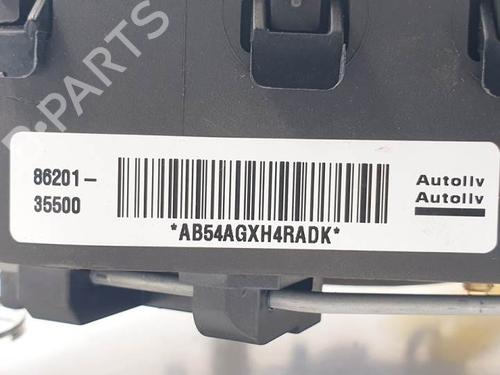 B-PARTS
86201-
35500
*AB54AGXH4RADK*
Autoliv
Autoliv